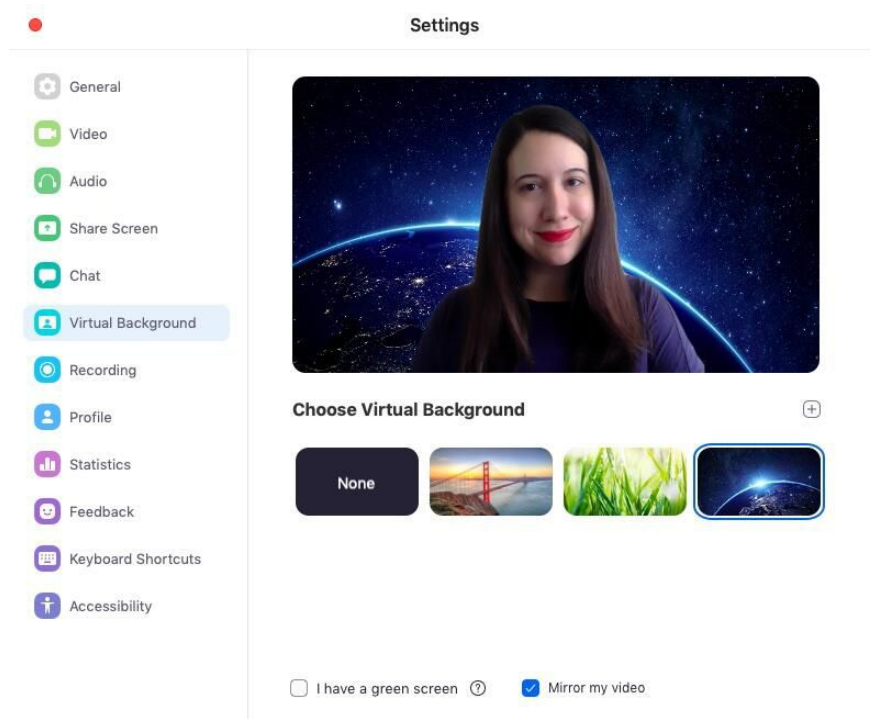 Settings
General
Video
Audio
Share Screen
Chat
Virtual Background
Recording
Profile
Statistics
Feedback
Keyboard Shortcuts
Accessibility
Choose Virtual Background
None
I have a green screen
Mirror my video